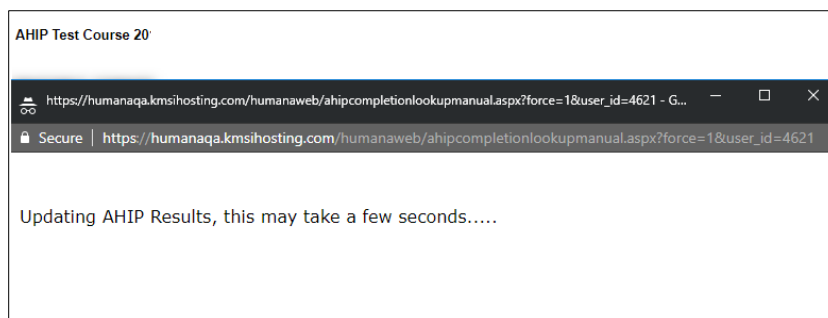 AHIP Test Course 20
https://humanaqa.kmsihosting.com/humanaweb/ahipcompletionlookupmanual.aspx?force=1&user_id=4621 - G...
Secure | https://humanaqa.kmsihosting.com/humanaweb/ahipcompletionlookupmanual.aspx?force=1&user_id=4621
Updating AHIP Results, this may take a few seconds.....